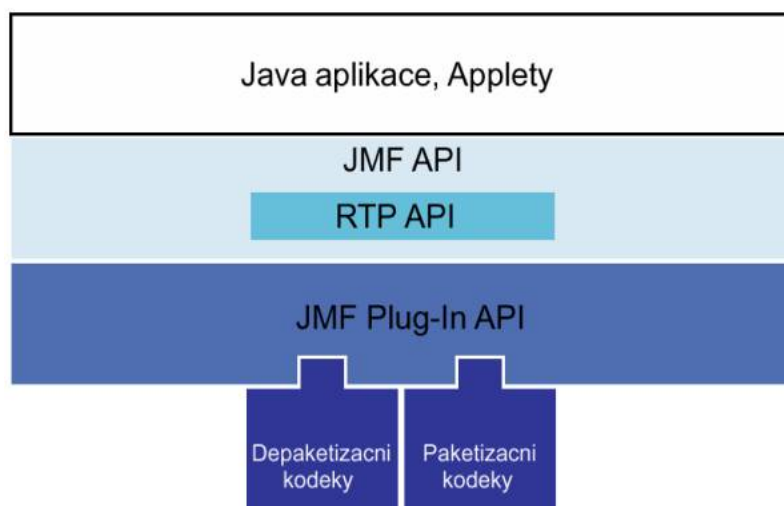 Java aplikace, Applety
JMF API
RTP API
JMF Plug-In API
Depaketizacni
kodeky
Paketizacni
kodeky